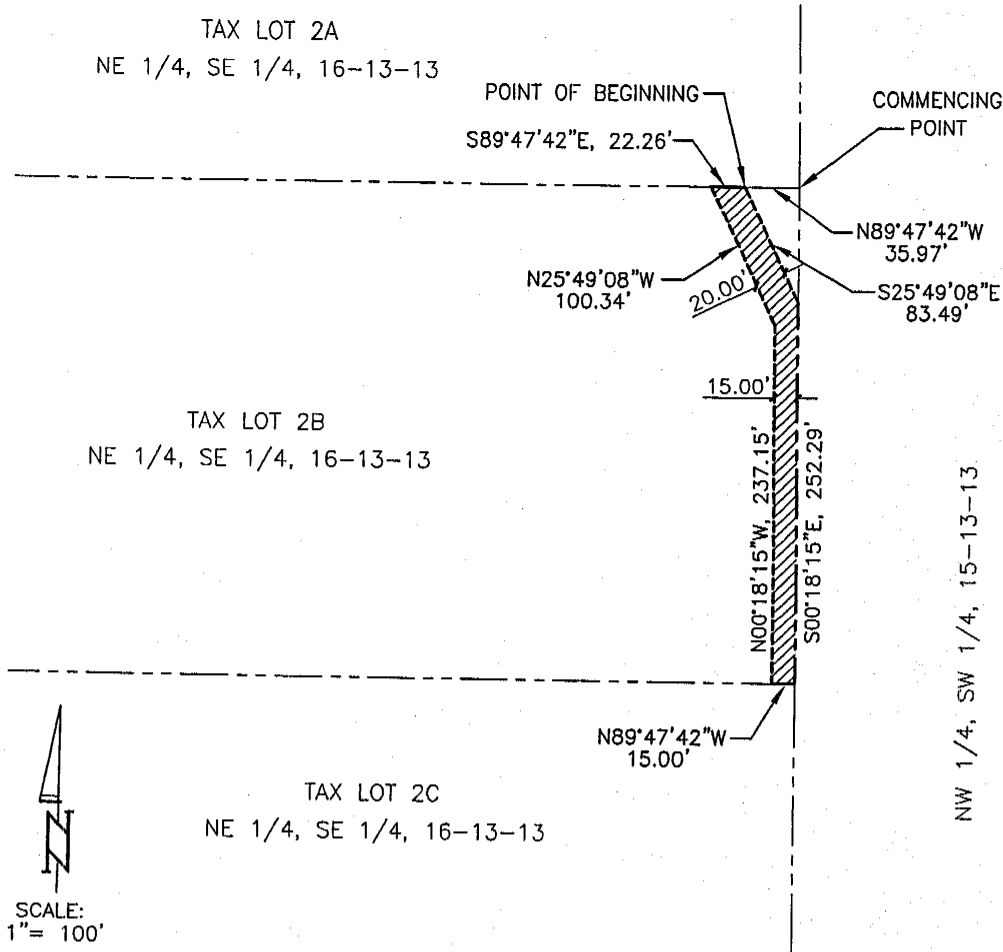 TAX LOT 2A
NE 1/4, SE 1/4, 16-13-13
POINT OF BEGINNING
COMMENCING
POINT
S89°47'42"E, 22.26'
N89°47'42"W
35.97'
N25°49'08"W
100.34'
20.00'
S25°49'08"E
83.49'
15.00'
TAX LOT 2B
NE 1/4, SE 1/4, 16-13-13
N00°18'15"W, 237.15'
S00°18'15"E, 252.29'
NW 1/4, SW 1/4, 15-13-13
N89°47'42"W
15.00'
TAX LOT 2C
NE 1/4, SE 1/4, 16-13-13
N
SCALE:
1"= 100'